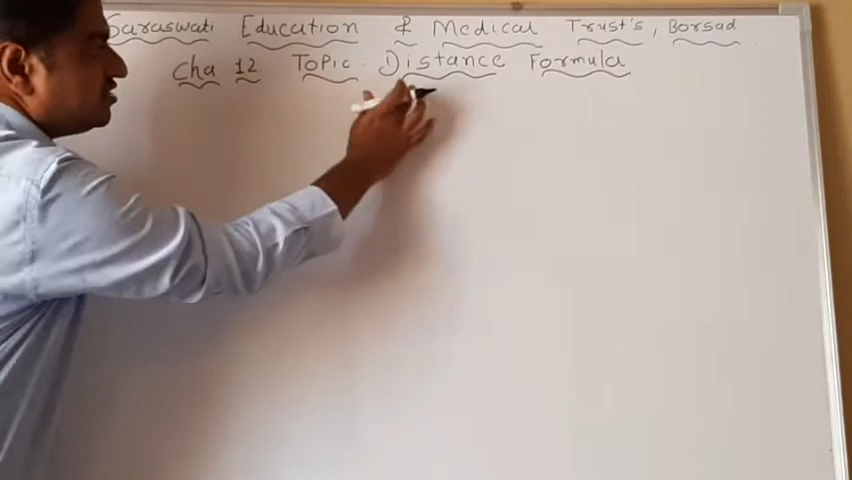 Saraswati Education & Medical Trust's, Borsad
Cha 12 Topic Distance Formula